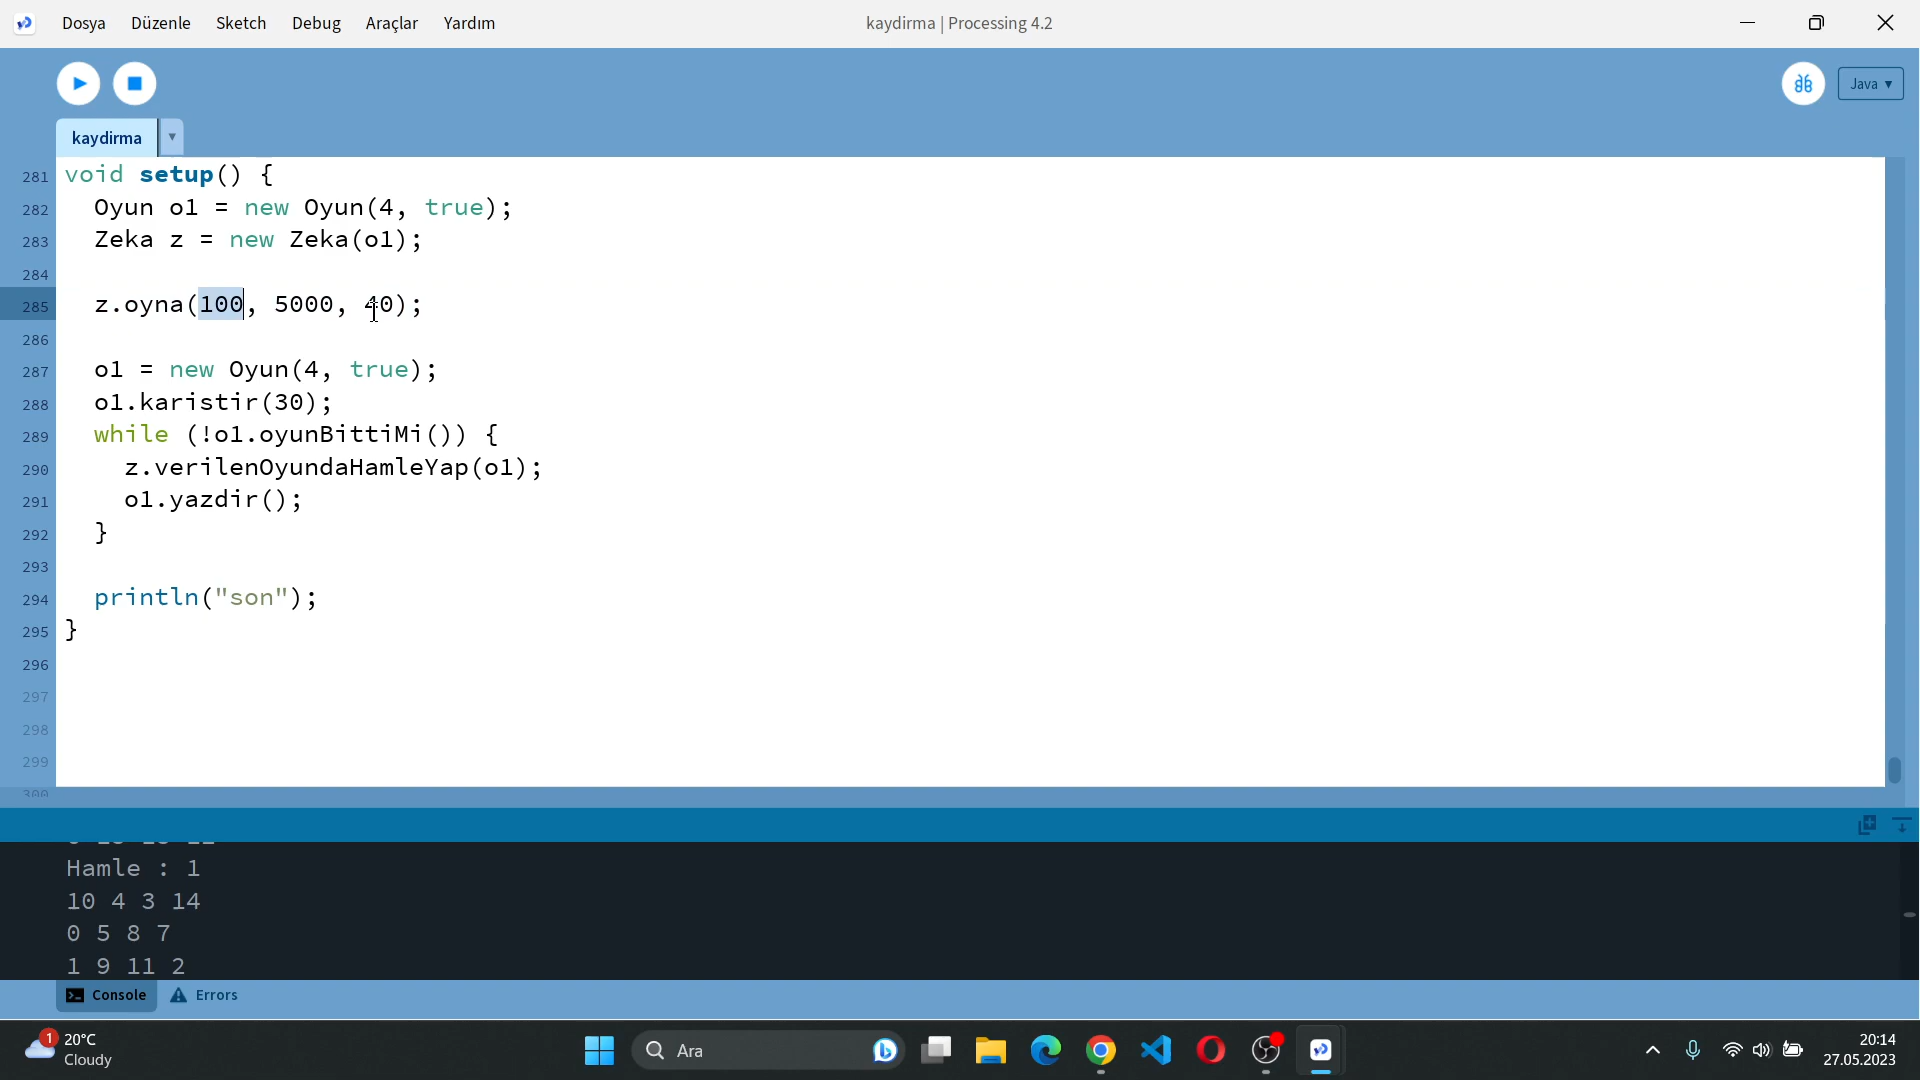 Dosya Düzenle Sketch Debug Araçlar Yardım
kaydirma | Processing 4.2
Java ▾
kaydirma
281 void setup() {
282 Oyun o1 = new Oyun(4, true);
283 Zeka z = new Zeka(o1);
284
285 z.oyna(100, 5000, 40);
286
287 o1 = new Oyun(4, true);
288 o1.karistir(30);
289 while (!o1.oyunBittiMi()) {
290 z.verilenOyundaHamleYap(o1);
291 o1.yazdir();
292 }
293
294 println("son");
295 }
296
297
298
299
300
Hamle : 1
10 4 3 14
0 5 8 7
1 9 11 2
Console Errors
1
20°C
Cloudy
Ara
20:14
27.05.2023